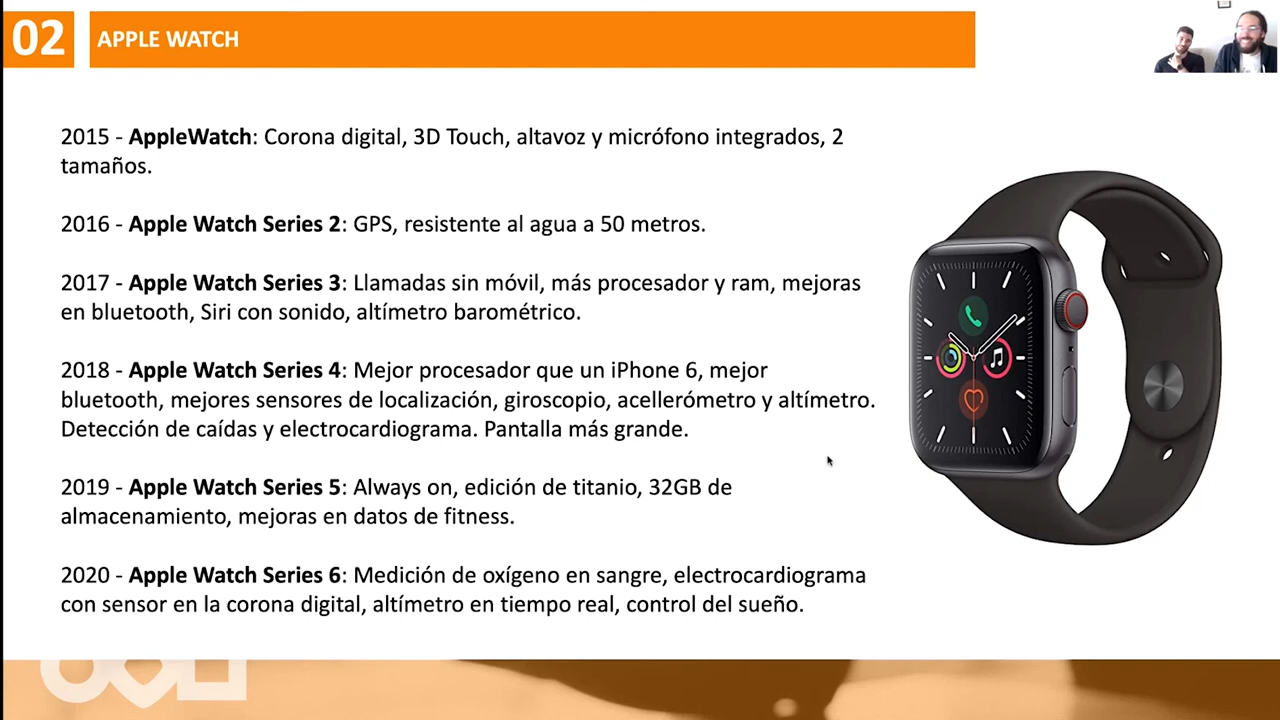 02
APPLE WATCH
2015 - AppleWatch: Corona digital, 3D Touch, altavoz y micrófono integrados, 2
tamaños.
2016 - Apple Watch Series 2: GPS, resistente al agua a 50 metros.
2017 - Apple Watch Series 3: Llamadas sin móvil, más procesador y ram, mejoras
en bluetooth, Siri con sonido, altímetro barométrico.
2018 - Apple Watch Series 4: Mejor procesador que un iPhone 6, mejor
bluetooth, mejores sensores de localización, giroscopio, acellerómetro y altímetro.
Detección de caídas y electrocardiograma. Pantalla más grande.
2019 - Apple Watch Series 5: Always on, edición de titanio, 32GB de
almacenamiento, mejoras en datos de fitness.
2020 - Apple Watch Series 6: Medición de oxígeno en sangre, electrocardiograma
con sensor en la corona digital, altímetro en tiempo real, control del sueño.